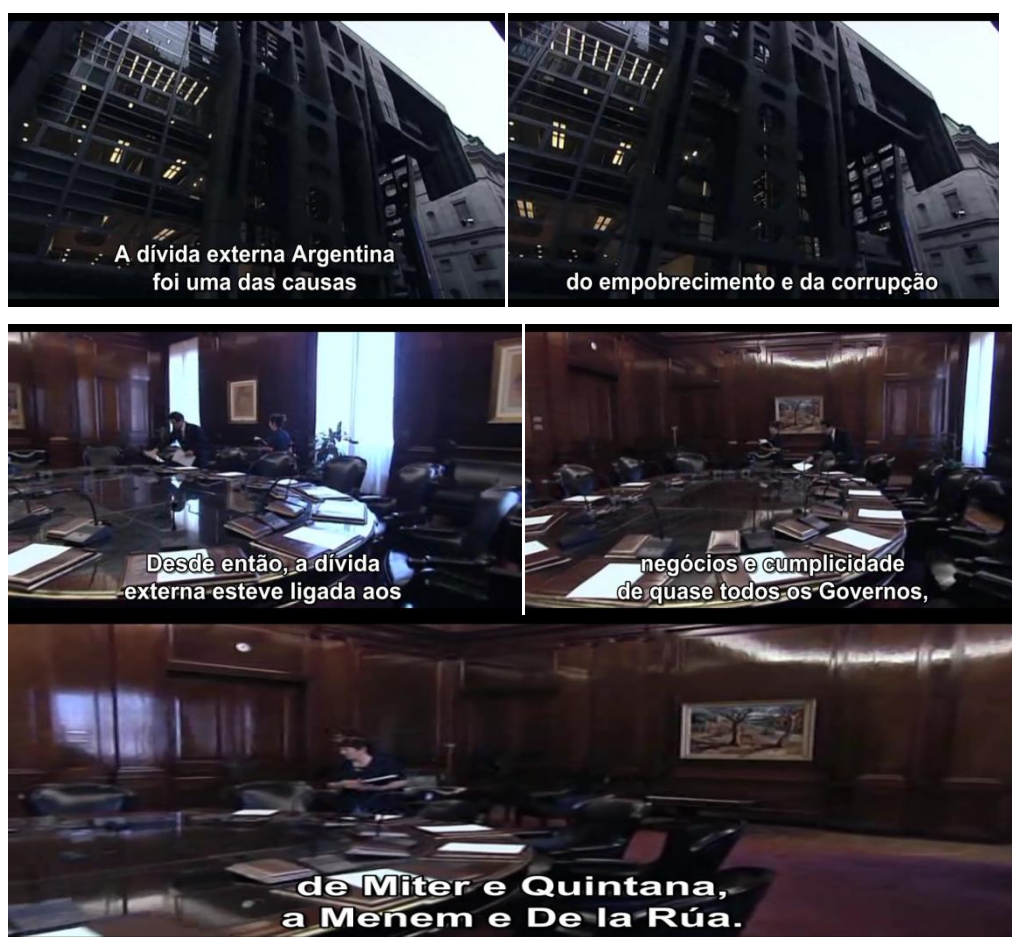 A dívida externa Argentina
foi uma das causas
do empobrecimento e da corrupção
Desde então, a dívida
externa esteve ligada aos
negócios e cumplicidade
de quase todos os Governos,
de Miter e Quintana,
a Menem e De la Rúa.